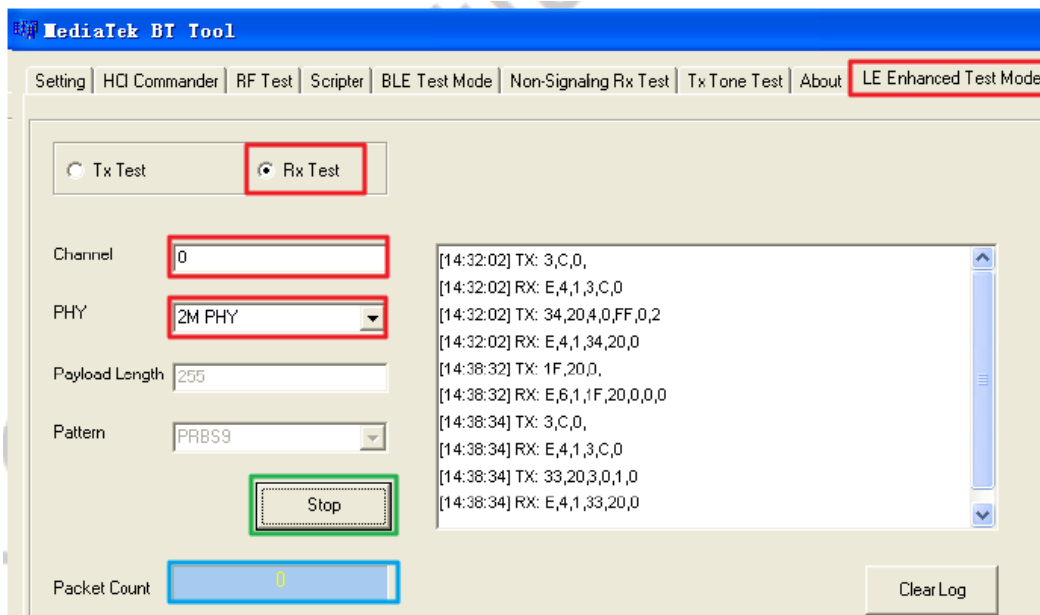 MediaTek BT Tool
Setting HCI Commander RF Test Scripter BLE Test Mode Non-Signalng Rx Test Tx Tone Test About LE Enhanced Test Mode
Tx Test Rx Test
Channel 0
PHY 2M PHY
Payload Length 255
Pattern PRBS9
Stop
Packet Count 0
[14:32:02] TX: 3,C,0,
[14:32:02] RX: E,4,1,3,C,0
[14:32:02] TX: 34,20,4,0,FF,0,2
[14:32:02] RX: E,4,1,34,20,0
[14:38:32] TX: 1F,20,0,
[14:38:32] RX: E,6,1,1F,20,0,0,0
[14:38:34] TX: 3,C,0,
[14:38:34] RX: E,4,1,3,C,0
[14:38:34] TX: 33,20,3,0,1,0
[14:38:34] RX: E,4,1,33,20,0
Clear Log